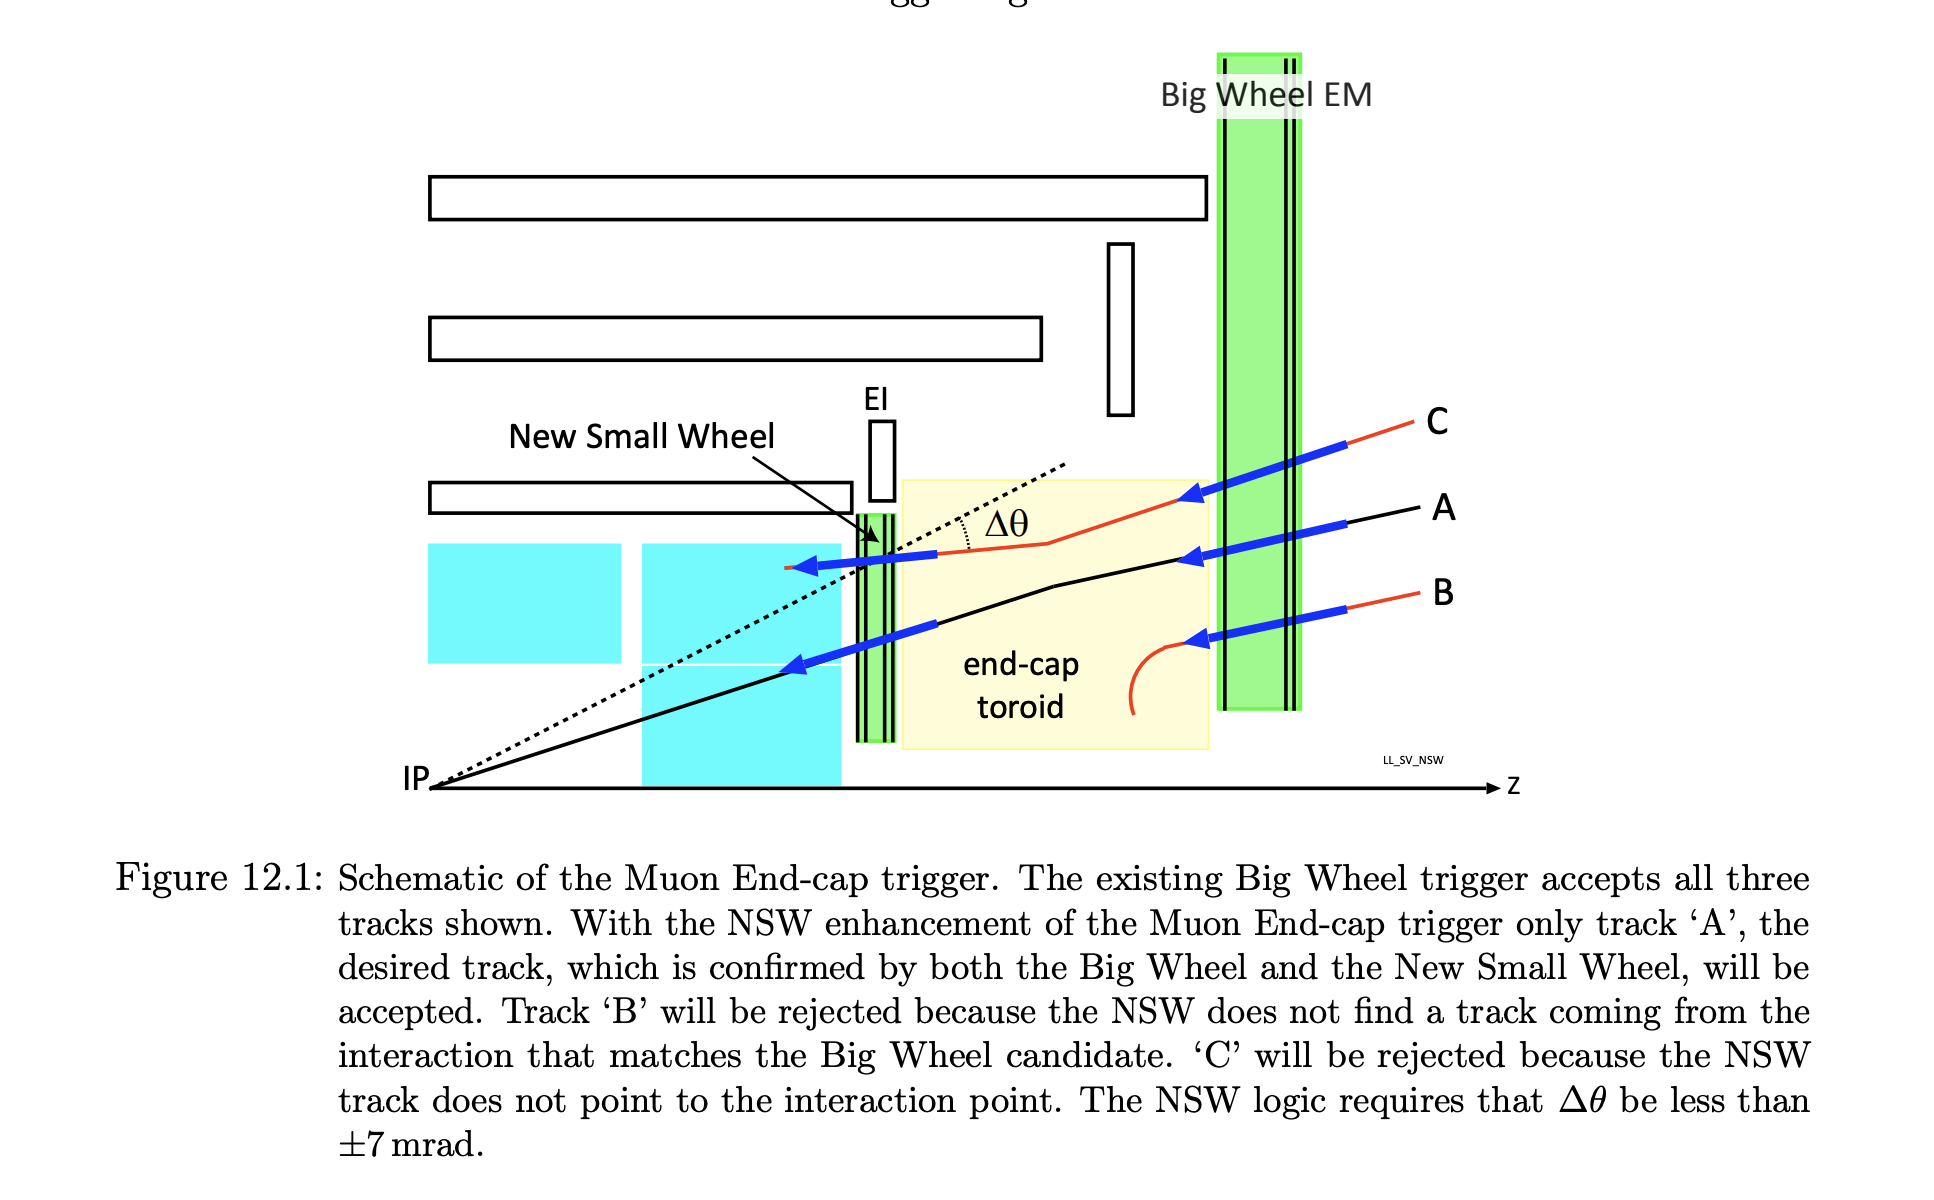 Big Wheel EM
EI
New Small Wheel
C
Δθ
A
B
end-cap
toroid
LL_SV_NSW
IP
z
Figure 12.1: Schematic of the Muon End-cap trigger. The existing Big Wheel trigger accepts all three
tracks shown. With the NSW enhancement of the Muon End-cap trigger only track ‘A’, the
desired track, which is confirmed by both the Big Wheel and the New Small Wheel, will be
accepted. Track ‘B’ will be rejected because the NSW does not find a track coming from the
interaction that matches the Big Wheel candidate. ‘C’ will be rejected because the NSW
track does not point to the interaction point. The NSW logic requires that Δθ be less than
±7 mrad.